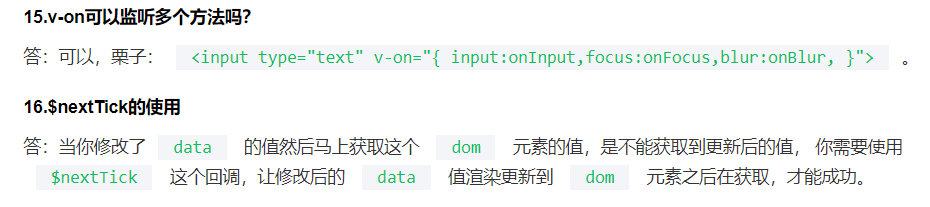 15.v-on可以监听多个方法吗？
答：可以，栗子： <input type="text" v-on="{ input:onInput,focus:onFocus,blur:onBlur, }"> 。
16.$nextTick的使用
答：当你修改了 data 的值然后马上获取这个 dom 元素的值，是不能获取到更新后的值， 你需要使用
$nextTick 这个回调，让修改后的 data 值渲染更新到 dom 元素之后在获取，才能成功。